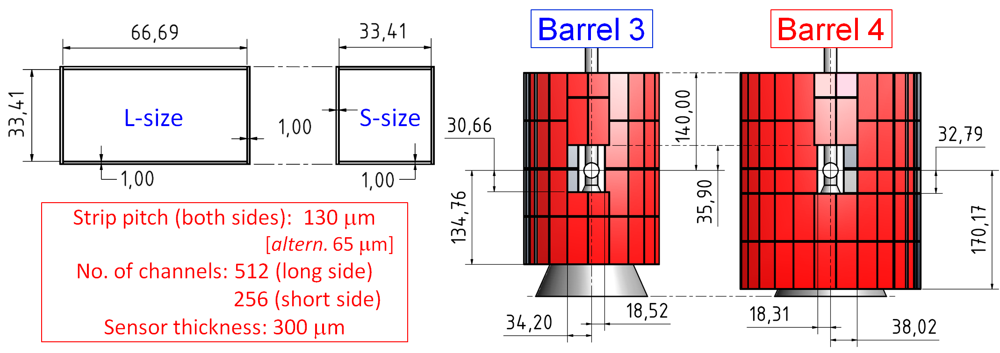 66,69
33,41
33,41
L-size
S-size
1,00
1,00
1,00
Strip pitch (both sides): 130 µm
[altern. 65 µm]
No. of channels: 512 (long side)
256 (short side)
Sensor thickness: 300 µm
Barrel 3
Barrel 4
30,66
134,76
140,00
35,90
32,79
170,17
34,20
18,52
18,31
38,02